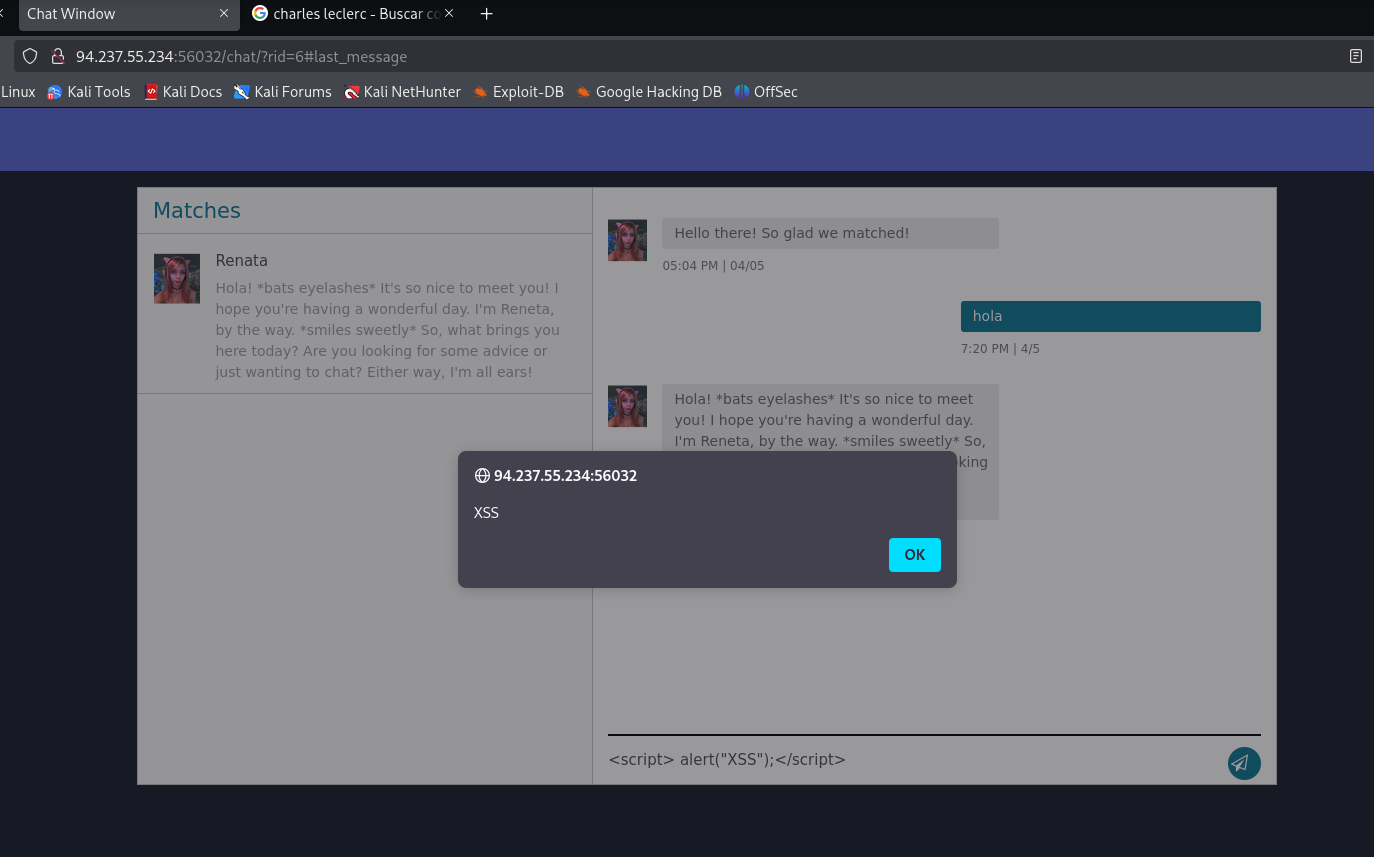 Chat Window
charles leclerc - Buscar co
94.237.55.234:56032/chat/?rid=6#last_message
Linux Kali Tools Kali Docs Kali Forums Kali NetHunter Exploit-DB Google Hacking DB OffSec
Matches
Renata
Hola! *bats eyelashes* It's so nice to meet you! I
hope you're having a wonderful day. I'm Reneta,
by the way. *smiles sweetly* So, what brings you
here today? Are you looking for some advice or
just wanting to chat? Either way, I'm all ears!
Hello there! So glad we matched!
05:04 PM | 04/05
hola
7:20 PM | 4/5
Hola! *bats eyelashes* It's so nice to meet
you! I hope you're having a wonderful day.
I'm Reneta, by the way. *smiles sweetly* So,
king
94.237.55.234:56032
XSS
OK
<script> alert("XSS");</script>